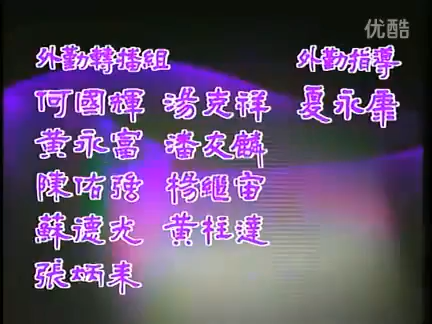 优酷
外勤轉播組 外勤指導
何國輝 湯克祥 夏永霈
黃永富 潘友麟
陳佑強 楊繼宙
蘇德光 黃柱達
張炳來